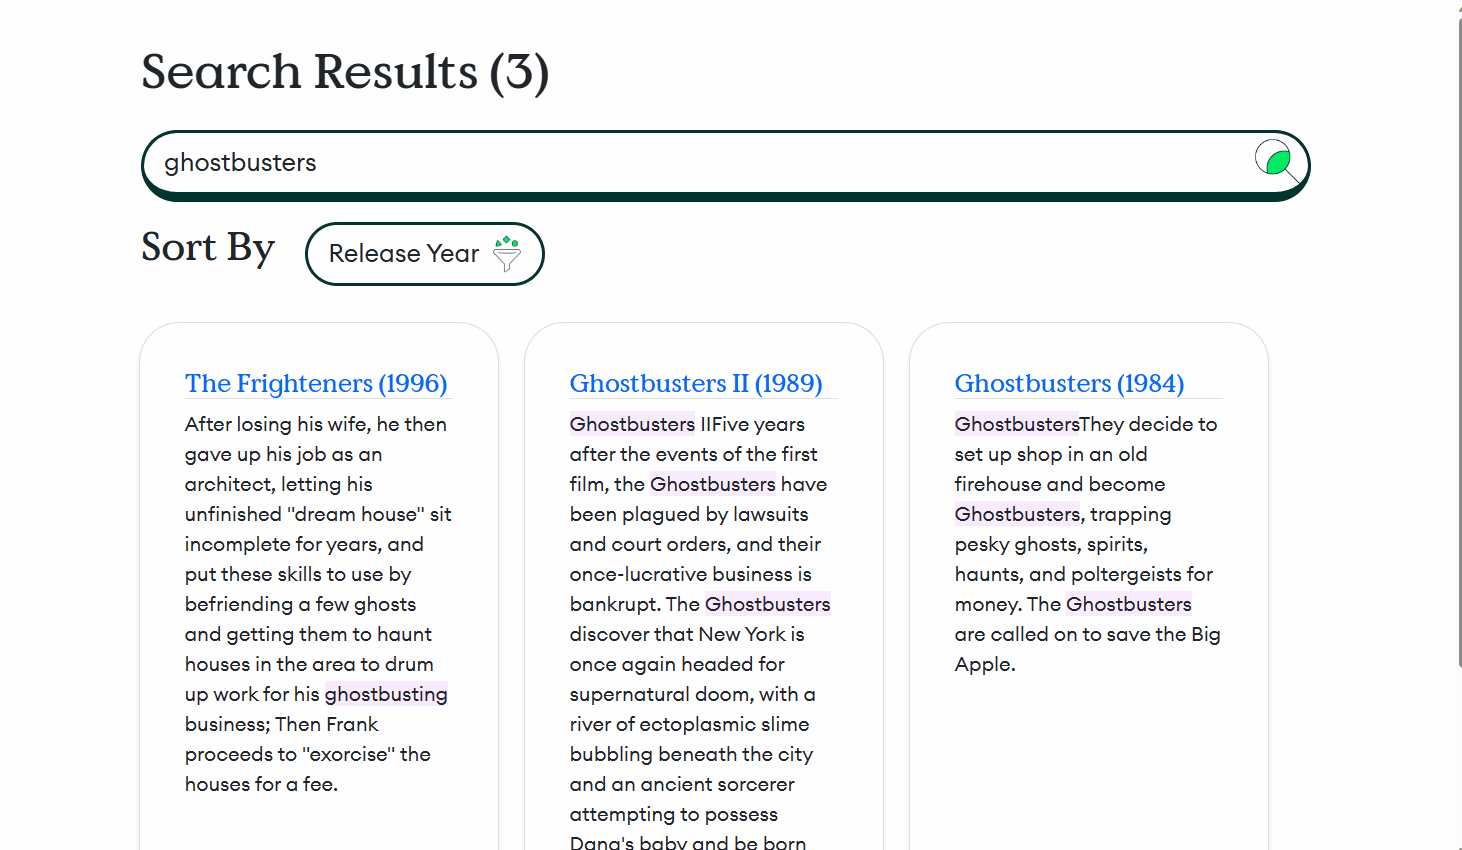 Search Results (3)
ghostbusters
Sort By
Release Year
The Frighteners (1996)
After losing his wife, he then
gave up his job as an
architect, letting his
unfinished "dream house" sit
incomplete for years, and
put these skills to use by
befriending a few ghosts
and getting them to haunt
houses in the area to drum
up work for his ghostbusting
business; Then Frank
proceeds to "exorcise" the
houses for a fee.
Ghostbusters II (1989)
Ghostbusters IIFive years
after the events of the first
film, the Ghostbusters have
been plagued by lawsuits
and court orders, and their
once-lucrative business is
bankrupt. The Ghostbusters
discover that New York is
once again headed for
supernatural doom, with a
river of ectoplasmic slime
bubbling beneath the city
and an ancient sorcerer
attempting to possess
Dana's baby and be born
Ghostbusters (1984)
GhostbustersThey decide to
set up shop in an old
firehouse and become
Ghostbusters, trapping
pesky ghosts, spirits,
haunts, and poltergeists for
money. The Ghostbusters
are called on to save the Big
Apple.